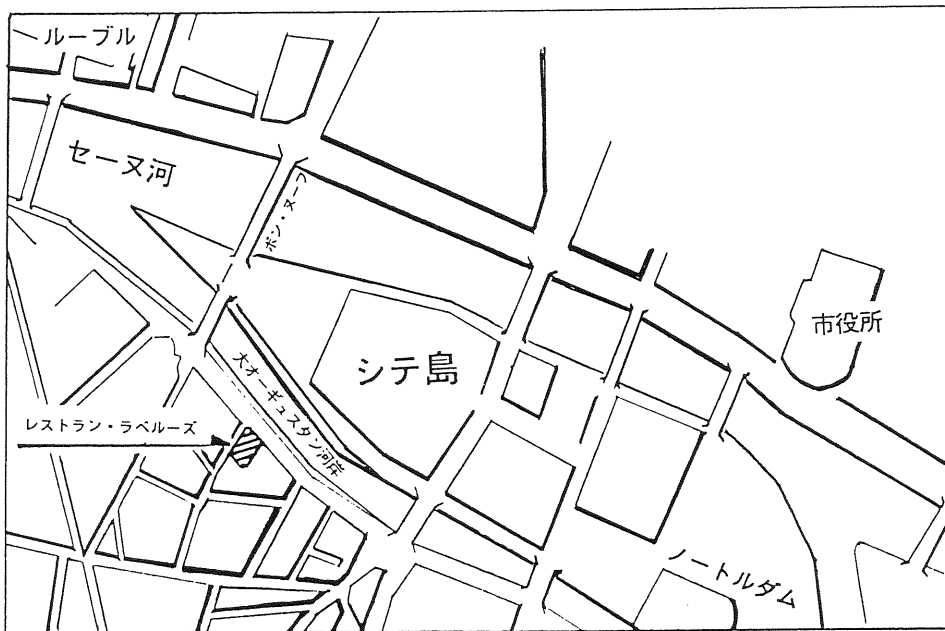 ルーブル
セーヌ河
ポン・ヌーフ
市役所
シテ島
大オーギュスタン河岸
レストラン・ラペルーズ
ノートルダム